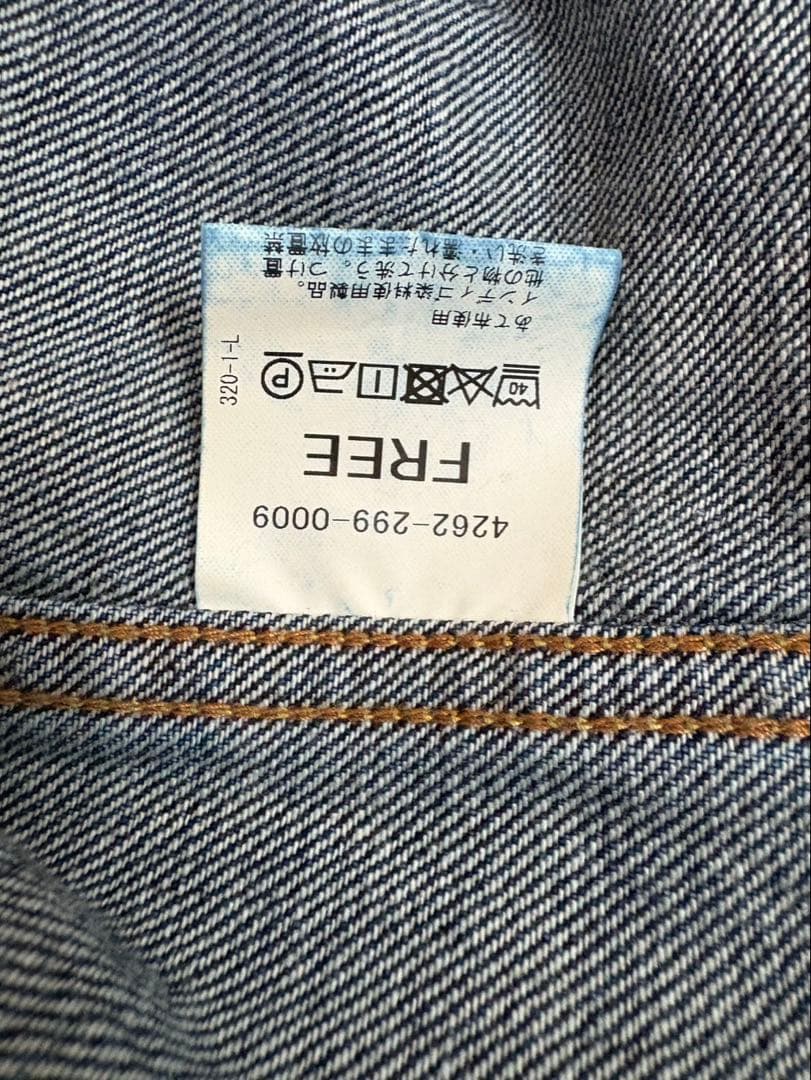 4262-299-0009
FREE
40
P
320-1-L
あて布使用
インディゴ染料使用製品。
他の物と分けて洗う。つけ置
き洗い・濡れたままの放置禁